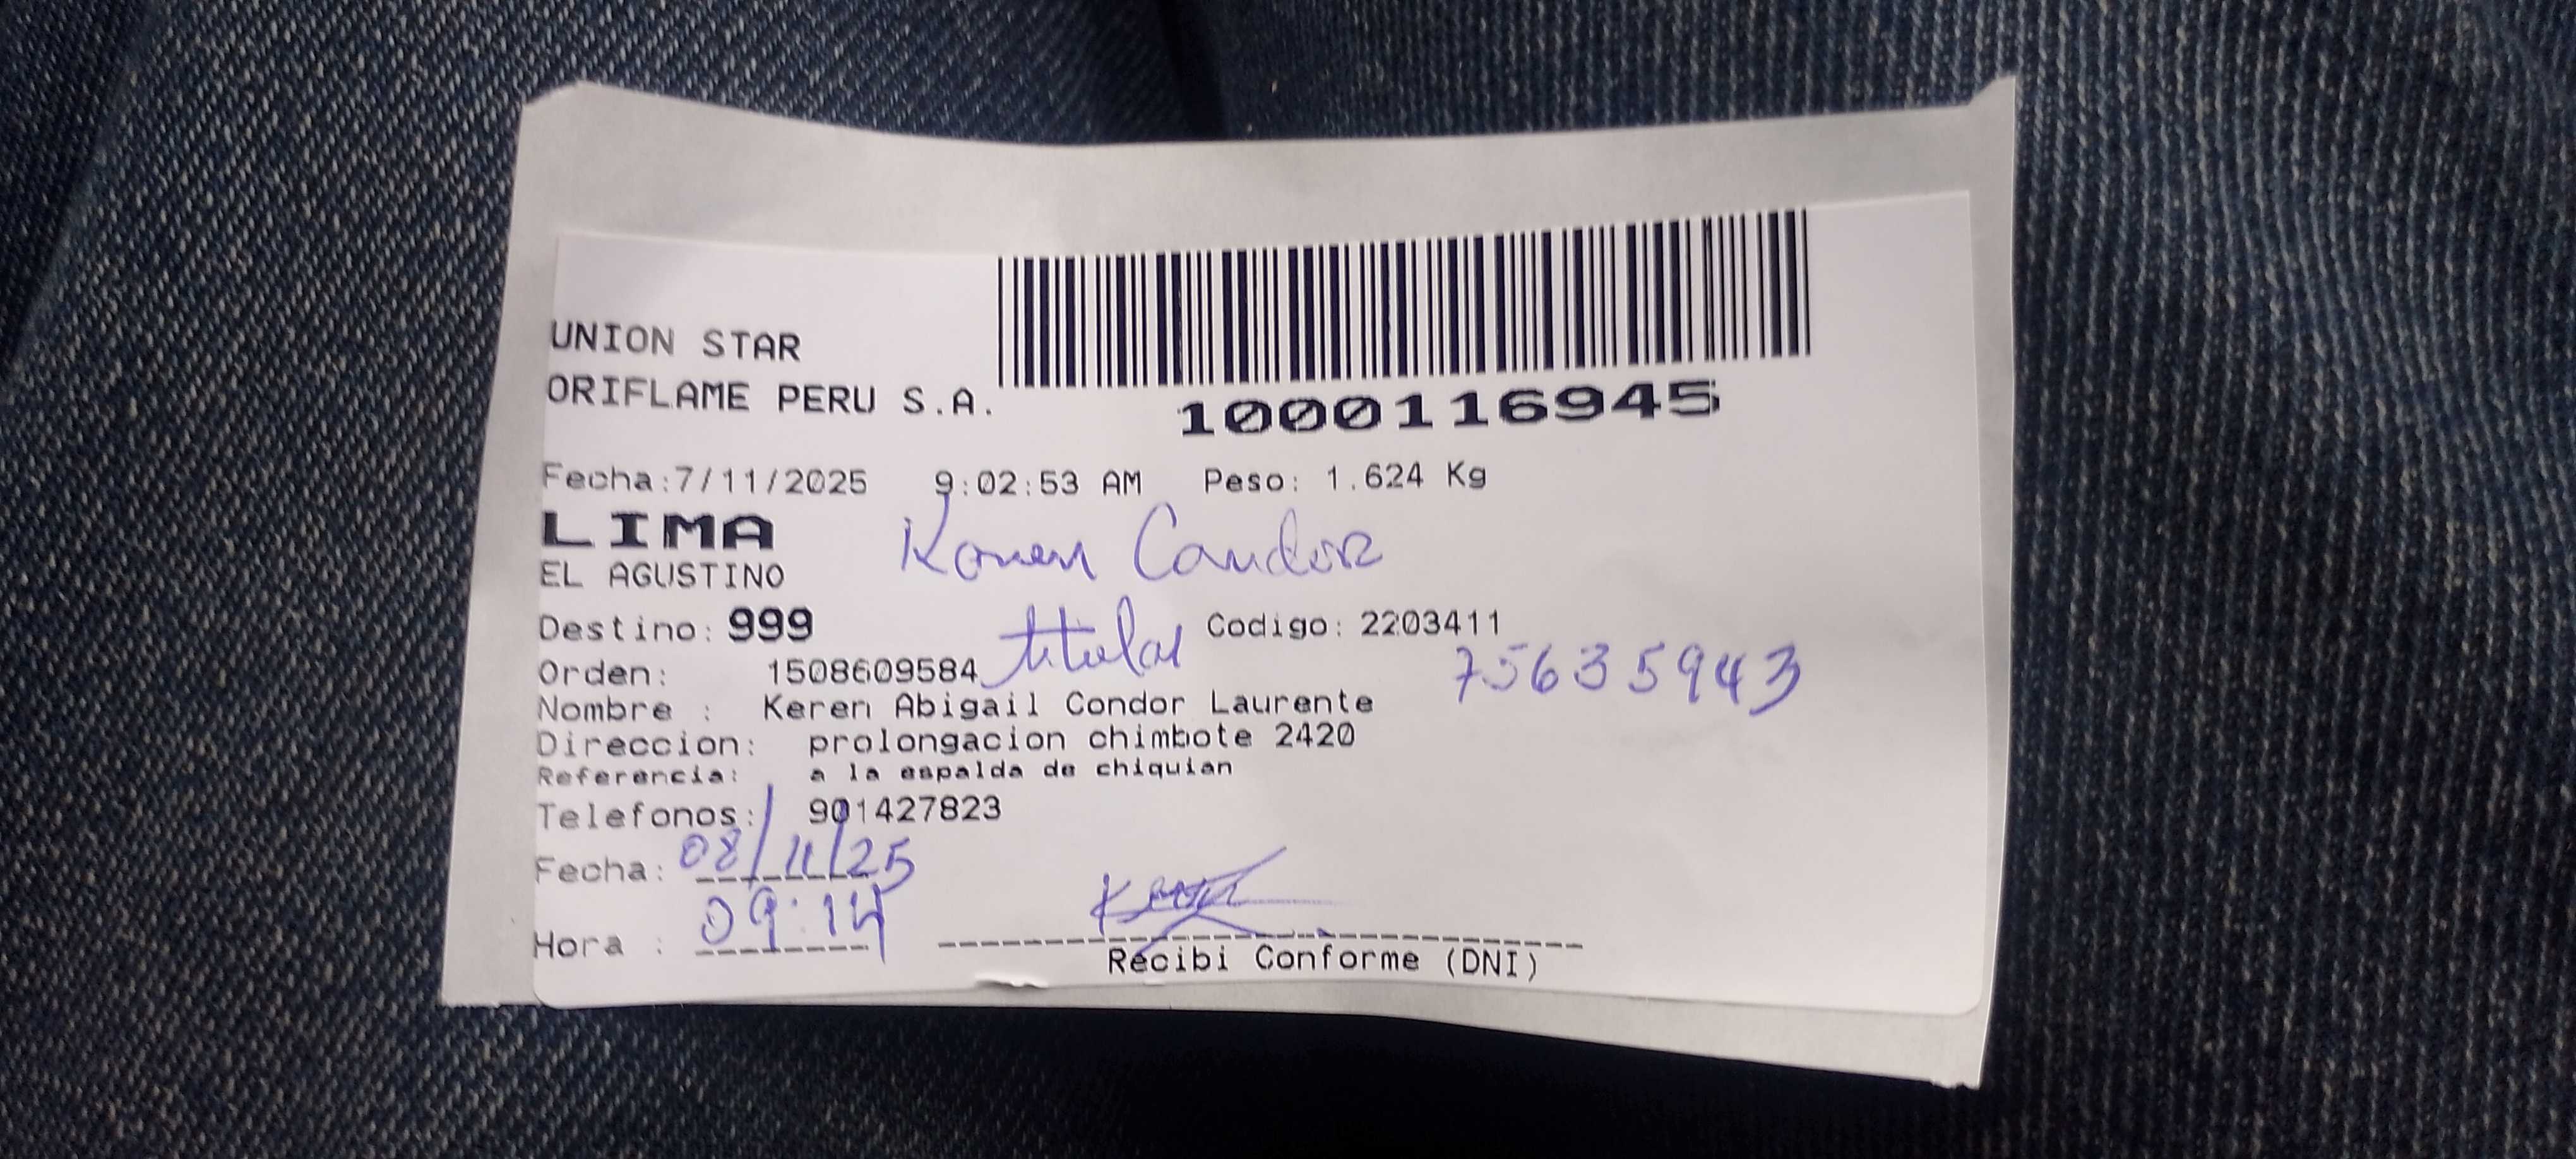 UNION STAR
ORIFLAME PERU S.A.
1000116945
Fecha:7/11/2025 9:02:53 AM Peso: 1.624 Kg
LIMA
EL AGUSTINO
Condor
Destino: 999
titular
Codigo: 2203411
Orden: 1508609584
75635943
Nombre : Keren Abigail Condor Laurente
Direccion: prolongacion chimbote 2420
Referencia: a la espalda de chiquian
Telefonos: 901427823
Fecha: 08/11/25
Hora : 09:14
Recibi Conforme (DNI)